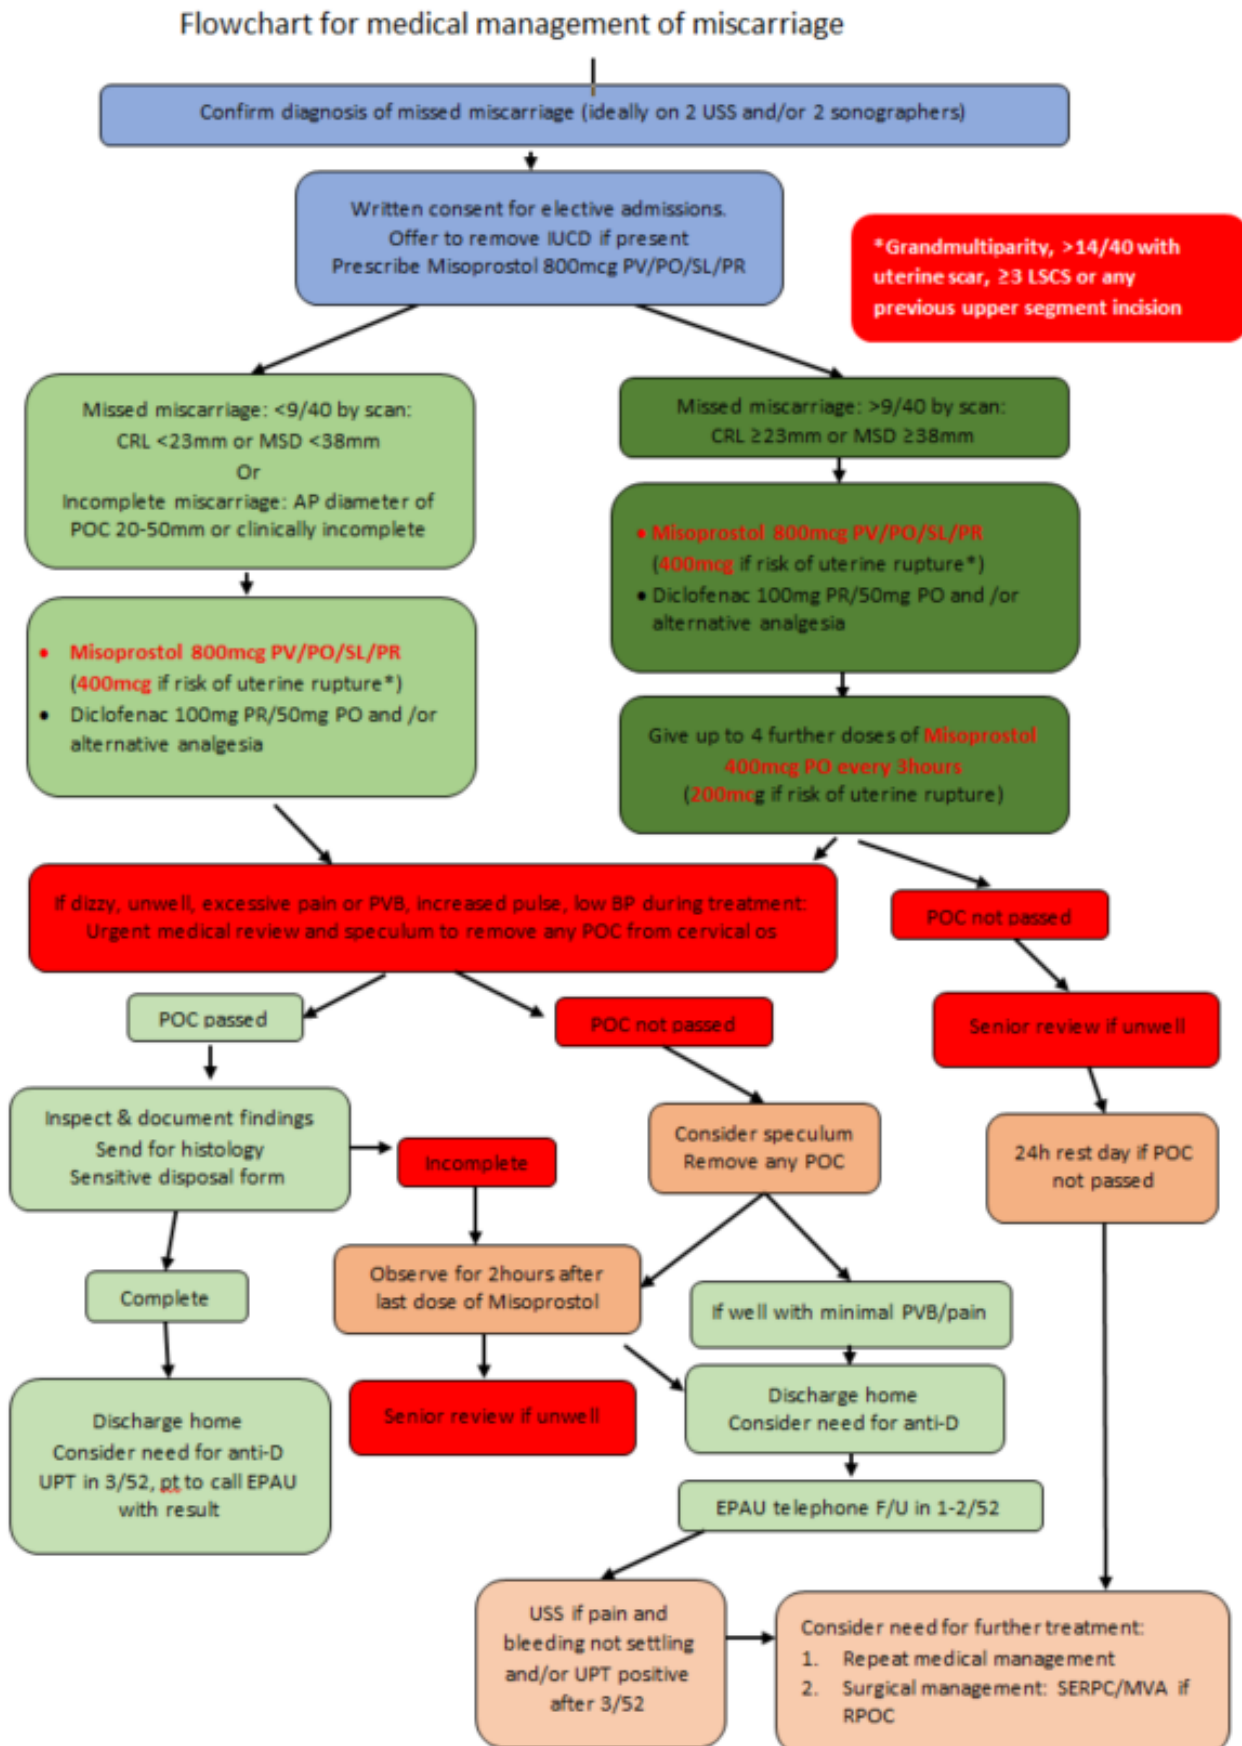 Flowchart for medical management of miscarriage
Confirm diagnosis of missed miscarriage (ideally on 2 USS and/or 2 sonographers)
Written consent for elective admissions.
Offer to remove IUCD if present
Prescribe Misoprostol 800mcg PV/PO/SL/PR
*Grandmultiparity, >14/40 with
uterine scar, ≥3 LSCS or any
previous upper segment incision
Missed miscarriage: <9/40 by scan:
CRL <23mm or MSD <38mm
Or
Incomplete miscarriage: AP diameter of
POC 20-50mm or clinically incomplete
Missed miscarriage: >9/40 by scan:
CRL ≥23mm or MSD ≥38mm
• Misoprostol 800mcg PV/PO/SL/PR
(400mcg if risk of uterine rupture*)
• Diclofenac 100mg PR/50mg PO and /or
alternative analgesia
• Misoprostol 800mcg PV/PO/SL/PR
(400mcg if risk of uterine rupture*)
• Diclofenac 100mg PR/50mg PO and /or
alternative analgesia
Give up to 4 further doses of Misoprostol
400mcg PO every 3hours
(200mcg if risk of uterine rupture)
If dizzy, unwell, excessive pain or PVB, increased pulse, low BP during treatment:
Urgent medical review and speculum to remove any POC from cervical os
POC not passed
POC passed
POC not passed
Senior review if unwell
Inspect & document findings
Send for histology
Sensitive disposal form
Incomplete
Consider speculum
Remove any POC
24h rest day if POC
not passed
Complete
Observe for 2hours after
last dose of Misoprostol
If well with minimal PVB/pain
Senior review if unwell
Discharge home
Consider need for anti-D
Discharge home
Consider need for anti-D
UPT in 3/52, pt to call EPAU
with result
EPAU telephone F/U in 1-2/52
USS if pain and
bleeding not settling
and/or UPT positive
after 3/52
Consider need for further treatment:
1. Repeat medical management
2. Surgical management: SERPC/MVA if
RPOC